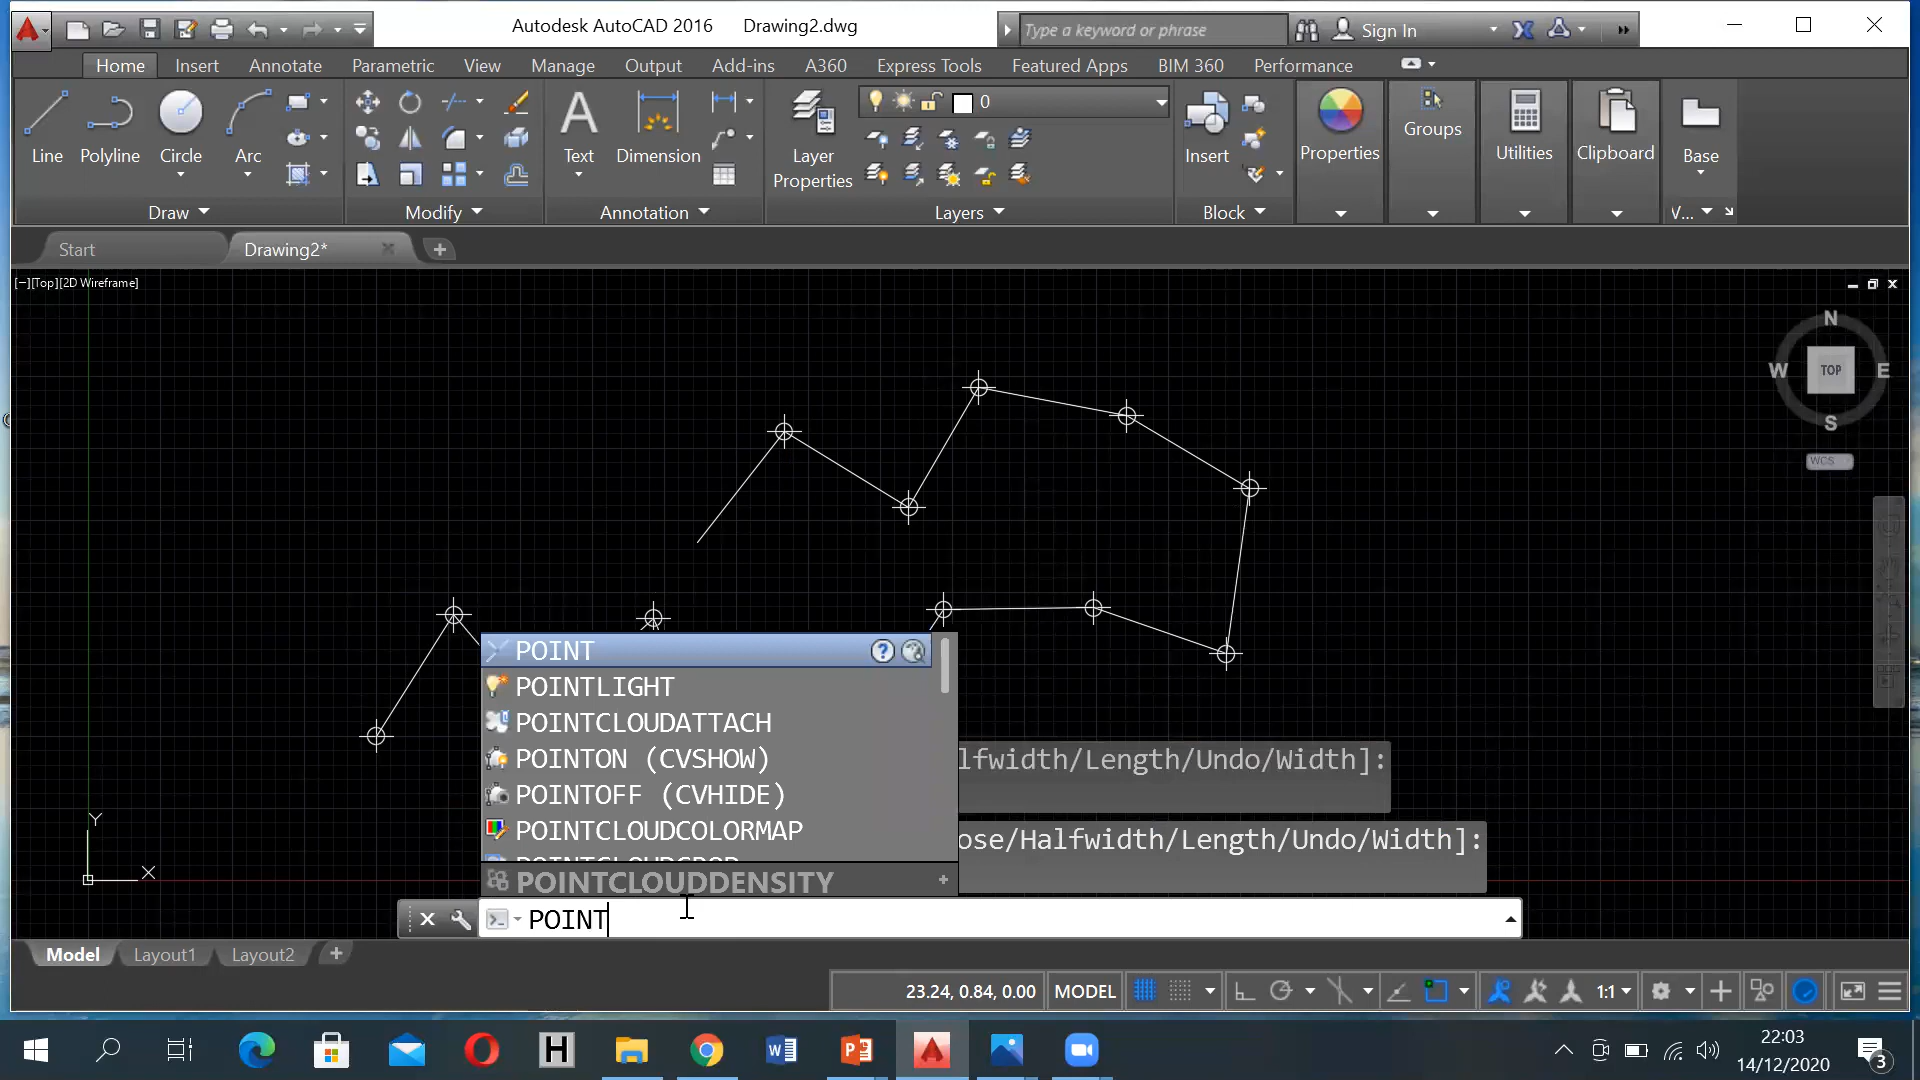 Autodesk AutoCAD 2016 Drawing2.dwg
Type a keyword or phrase
Sign In
Home Insert Annotate Parametric View Manage Output Add-ins A360 Express Tools Featured Apps BIM 360 Performance
Line Polyline Circle Arc
Text Dimension
Layer
Properties
0
Insert
Properties
Groups
Utilities
Clipboard
Base
Draw Modify Annotation Layers Block V...
Start Drawing2*
[−][Top][2D Wireframe]
N
W TOP E
S
WCS
POINT
POINTLIGHT
POINTCLOUDATTACH
POINTON (CVSHOW)
POINTOFF (CVHIDE)
POINTCLOUDCOLORMAP
POINTCLOUDDENSITY
lfwidth/Length/Undo/Width]:
ose/Halfwidth/Length/Undo/Width]:
Y
X
POINT
Model Layout1 Layout2
23.24, 0.84, 0.00 MODEL 1:1
22:03
14/12/2020
3